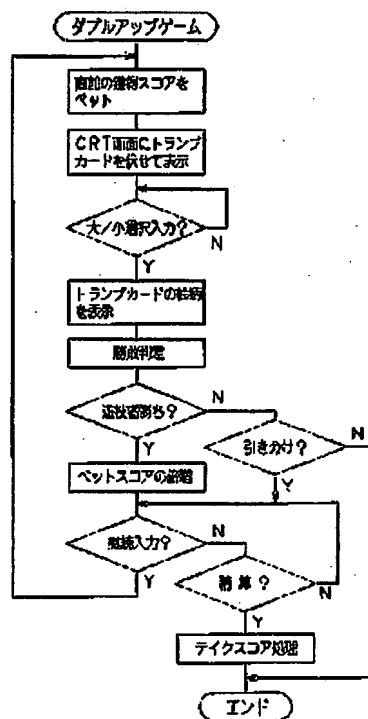 ダブルアップゲーム
直前の獲得スコアを
ベット
CRT画面にトランプ
カードを伏せて表示
大/小選択入力?
N
Y
トランプカードの絵柄
を表示
勝敗判定
遊技者勝ち?
N
Y
引き分け?
N
Y
ベットスコアの倍増
継続入力?
N
Y
精算?
N
Y
テイクスコア処理
エンド